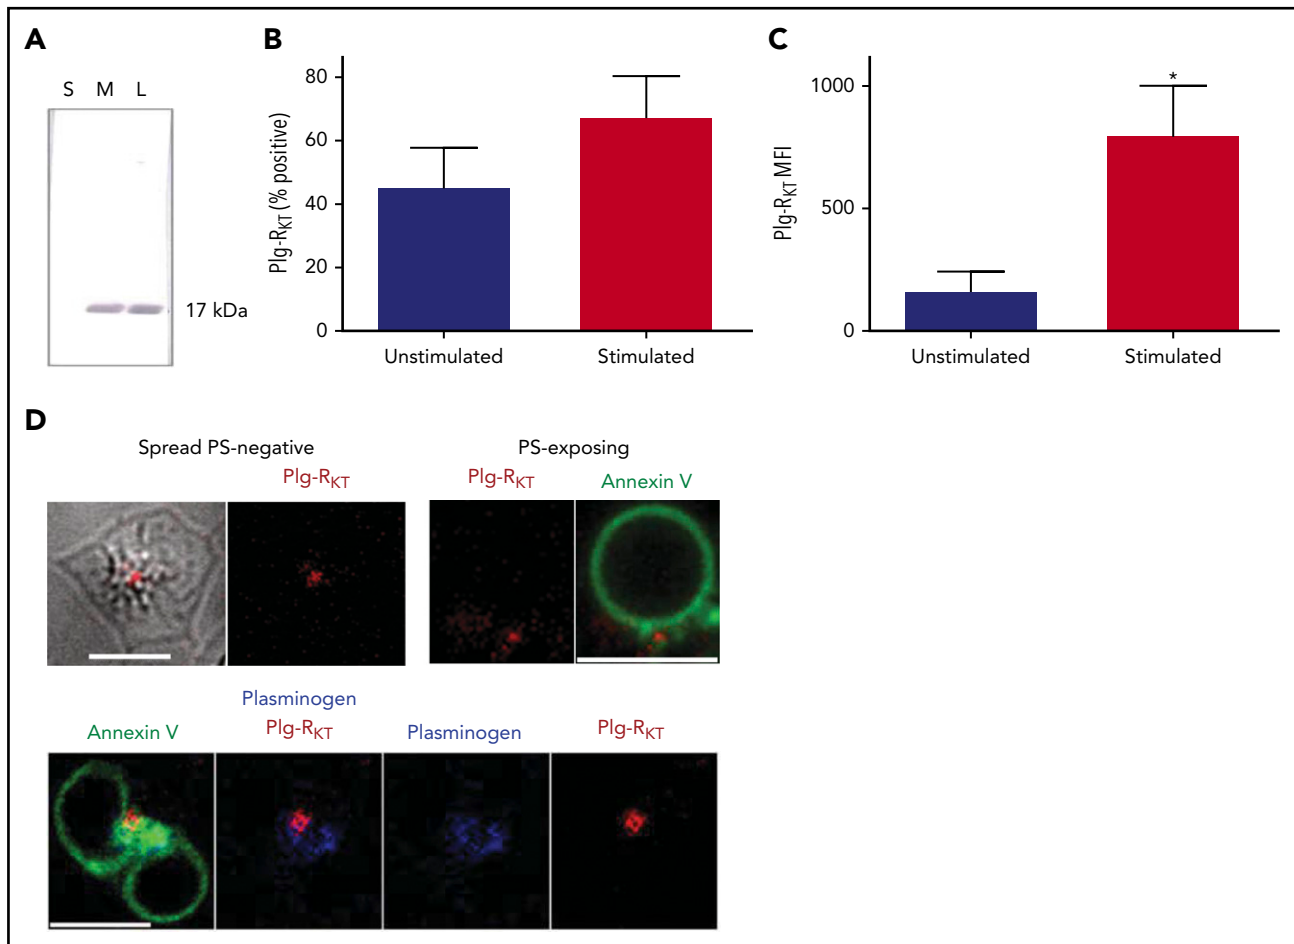 A
S M L
17 kDa
B
Plg-RKT (% positive)
80
60
40
20
0
Unstimulated
Stimulated
C
Plg-RKT MFI
1000
500
0
*
Unstimulated
Stimulated
D
Spread PS-negative
Plg-RKT
PS-exposing
Plg-RKT
Annexin V
Annexin V
Plasminogen
Plg-RKT
Plasminogen
Plg-RKT